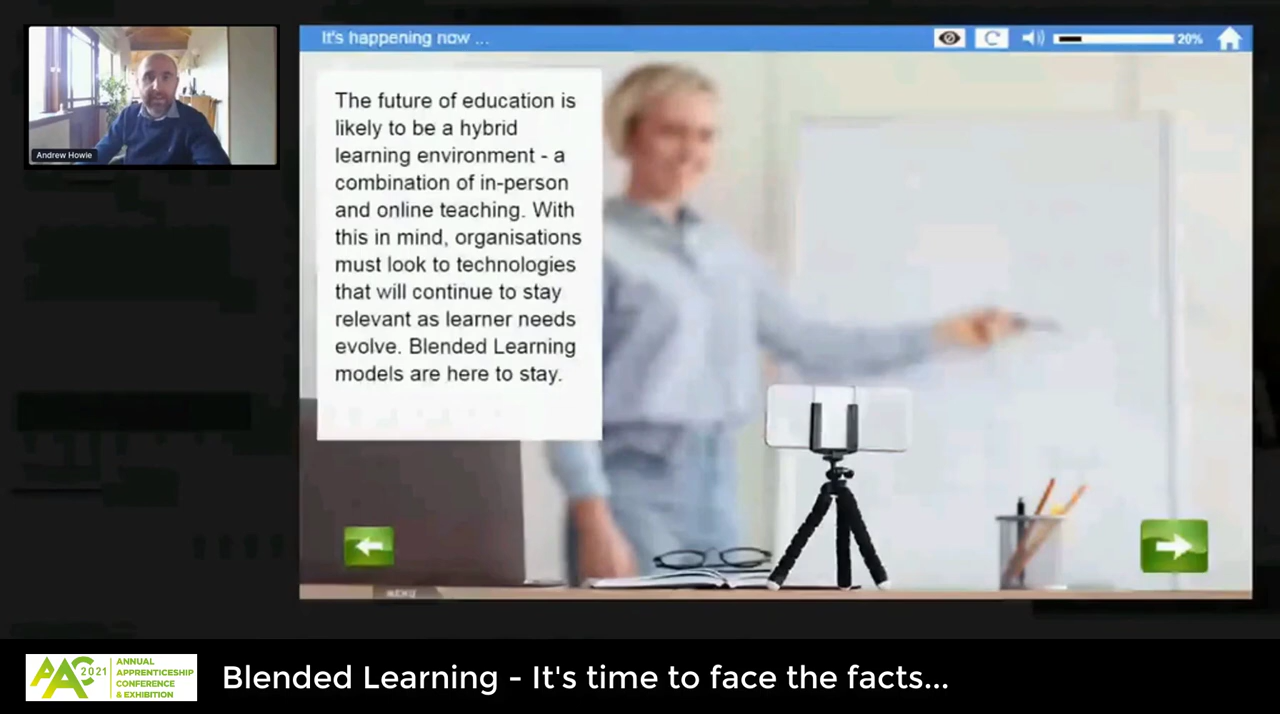 It's happening now ...
20%
Andrew Howie
The future of education is
likely to be a hybrid
learning environment - a
combination of in-person
and online teaching. With
this in mind, organisations
must look to technologies
that will continue to stay
relevant as learner needs
evolve. Blended Learning
models are here to stay.
MENU
AAC
2021
ANNUAL
APPRENTICESHIP
CONFERENCE
& EXHIBITION
Blended Learning - It's time to face the facts...